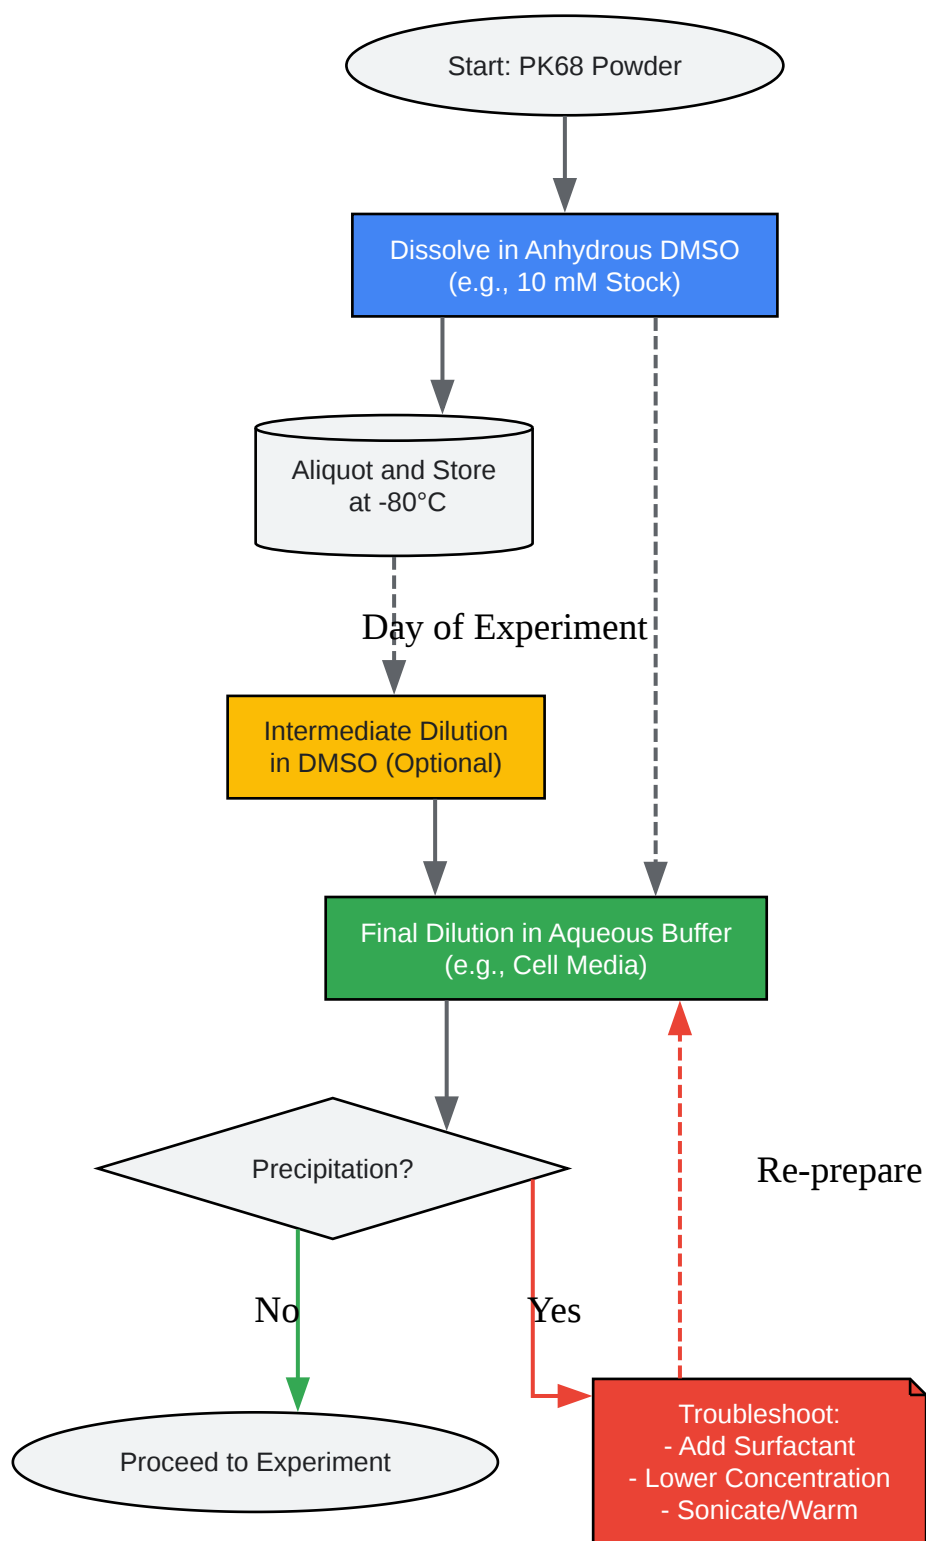 Start: PK68 Powder
Dissolve in Anhydrous DMSO
(e.g., 10 mM Stock)
Aliquot and Store
at -80°C
Day of Experiment
Intermediate Dilution
in DMSO (Optional)
Final Dilution in Aqueous Buffer
(e.g., Cell Media)
Precipitation?
Re-prepare
No
Yes
Troubleshoot:
- Add Surfactant
- Lower Concentration
- Sonicate/Warm
Proceed to Experiment